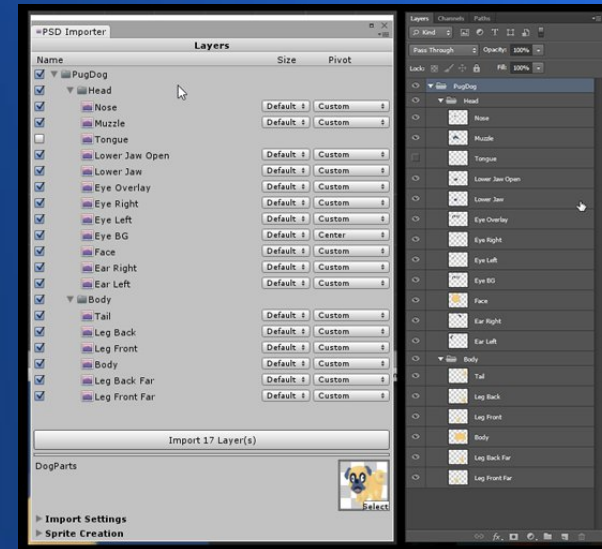 PSD Importer
Layers
Name Size Pivot
PugDog
Head
Nose Default Custom
Muzzle Default Custom
Tongue
Lower Jaw Open Default Custom
Lower Jaw Default Custom
Eye Overlay Default Custom
Eye Right Default Custom
Eye Left Default Custom
Eye BG Default Center
Face Default Custom
Ear Right Default Custom
Ear Left Default Custom
Body
Tail Default Custom
Leg Back Default Custom
Leg Front Default Custom
Body Default Custom
Leg Back Far Default Custom
Leg Front Far Default Custom
Import 17 Layer(s)
DogParts
Select
Import Settings
Sprite Creation
Layers Channels Paths
Kind
Pass Through Opacity: 100%
Lock: Fill: 100%
PugDog
Head
Nose
Muzzle
Tongue
Lower Jaw Open
Lower Jaw
Eye Overlay
Eye Right
Eye Left
Eye BG
Face
Ear Right
Ear Left
Body
Tail
Leg Back
Leg Front
Body
Leg Back Far
Leg Front Far
fx